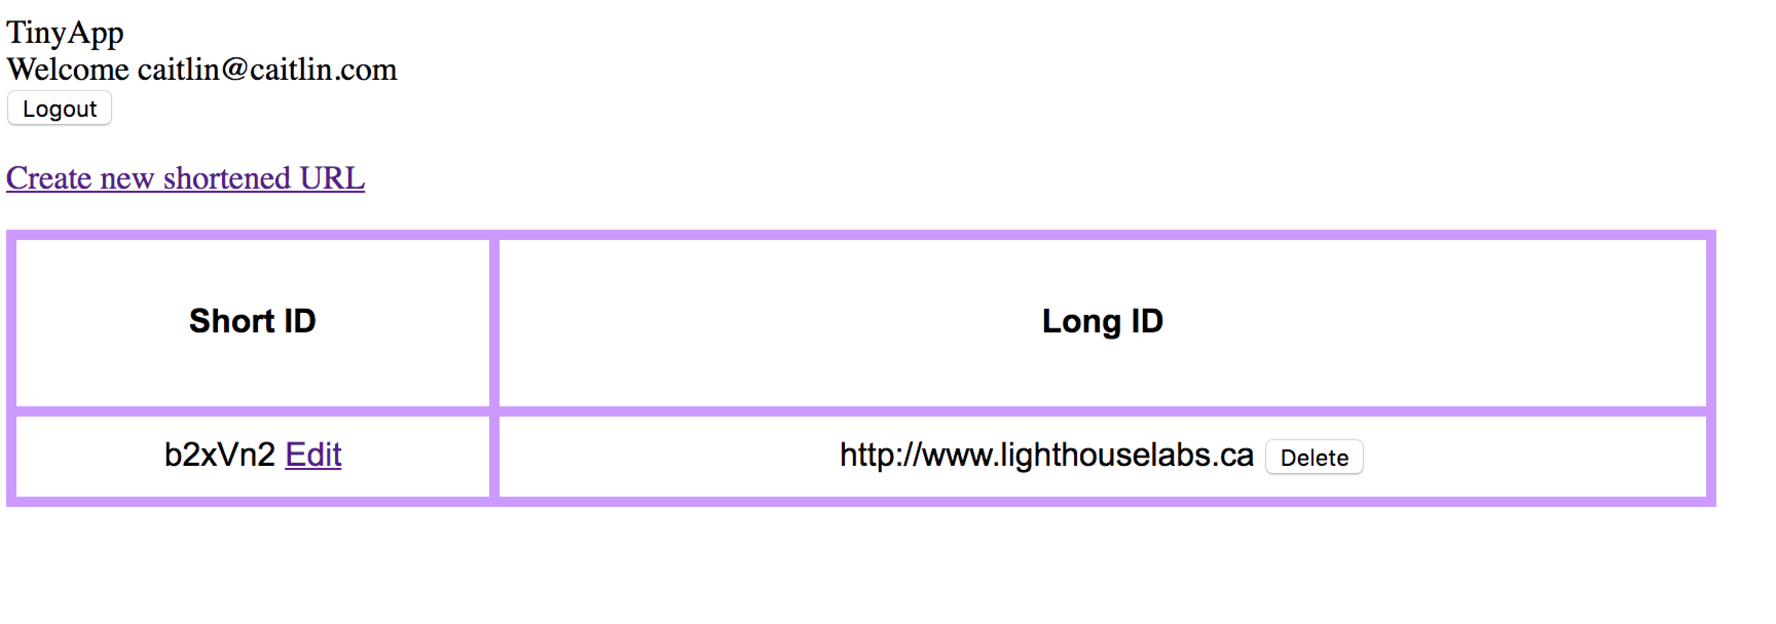 TinyApp
Welcome caitlin@caitlin.com
Logout
Create new shortened URL
Short ID Long ID
b2xVn2 Edit http://www.lighthouselabs.ca Delete